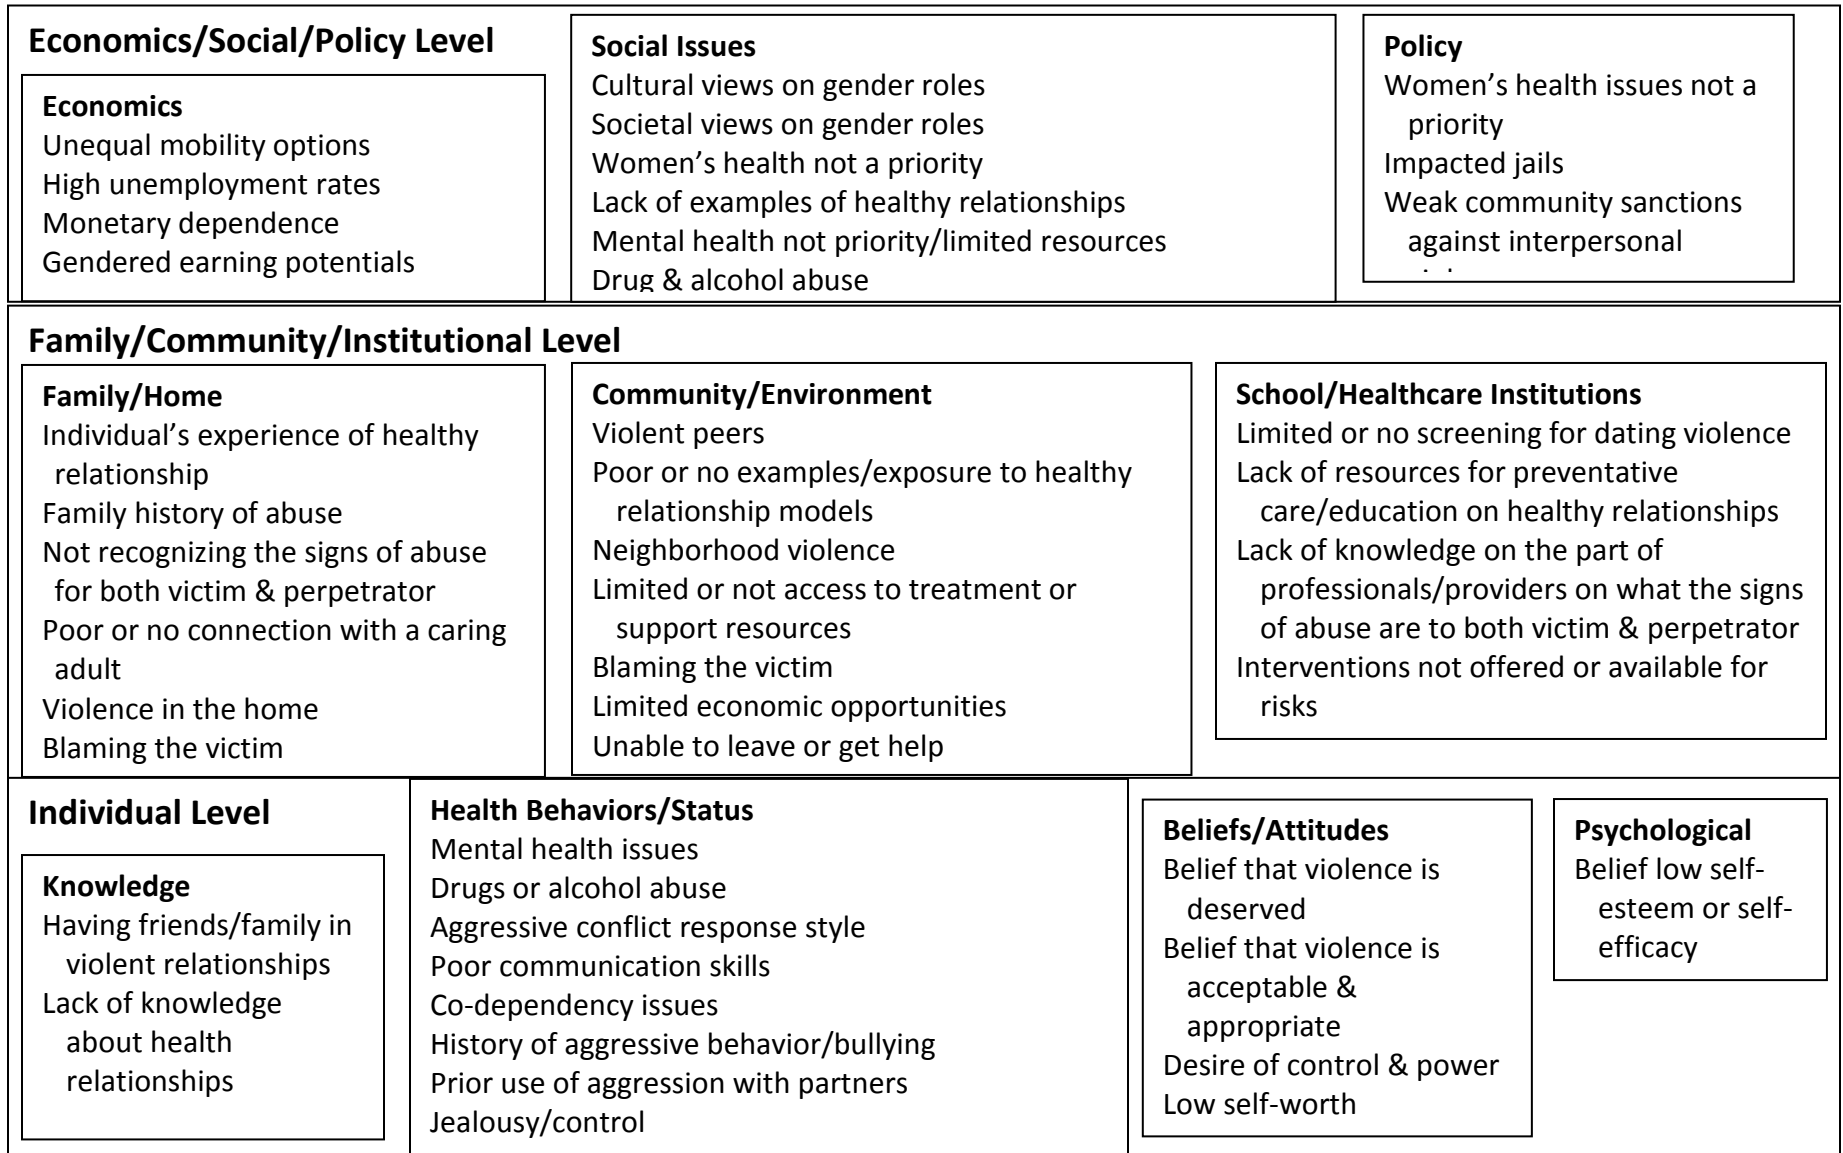 Economics/Social/Policy Level
Economics
Unequal mobility options
High unemployment rates
Monetary dependence
Gendered earning potentials
Social Issues
Cultural views on gender roles
Societal views on gender roles
Women’s health not a priority
Lack of examples of healthy relationships
Mental health not priority/limited resources
Drug & alcohol abuse
Policy
Women’s health issues not a
priority
Impacted jails
Weak community sanctions
against interpersonal
Family/Community/Institutional Level
Family/Home
Individual’s experience of healthy
relationship
Family history of abuse
Not recognizing the signs of abuse
for both victim & perpetrator
Poor or no connection with a caring
adult
Violence in the home
Blaming the victim
Community/Environment
Violent peers
Poor or no examples/exposure to healthy
relationship models
Neighborhood violence
Limited or not access to treatment or
support resources
Blaming the victim
Limited economic opportunities
Unable to leave or get help
School/Healthcare Institutions
Limited or no screening for dating violence
Lack of resources for preventative
care/education on healthy relationships
Lack of knowledge on the part of
professionals/providers on what the signs
of abuse are to both victim & perpetrator
Interventions not offered or available for
risks
Individual Level
Knowledge
Having friends/family in
violent relationships
Lack of knowledge
about health
relationships
Health Behaviors/Status
Mental health issues
Drugs or alcohol abuse
Aggressive conflict response style
Poor communication skills
Co-dependency issues
History of aggressive behavior/bullying
Prior use of aggression with partners
Jealousy/control
Beliefs/Attitudes
Belief that violence is
deserved
Belief that violence is
acceptable &
appropriate
Desire of control & power
Low self-worth
Psychological
Belief low self-
esteem or self-
efficacy